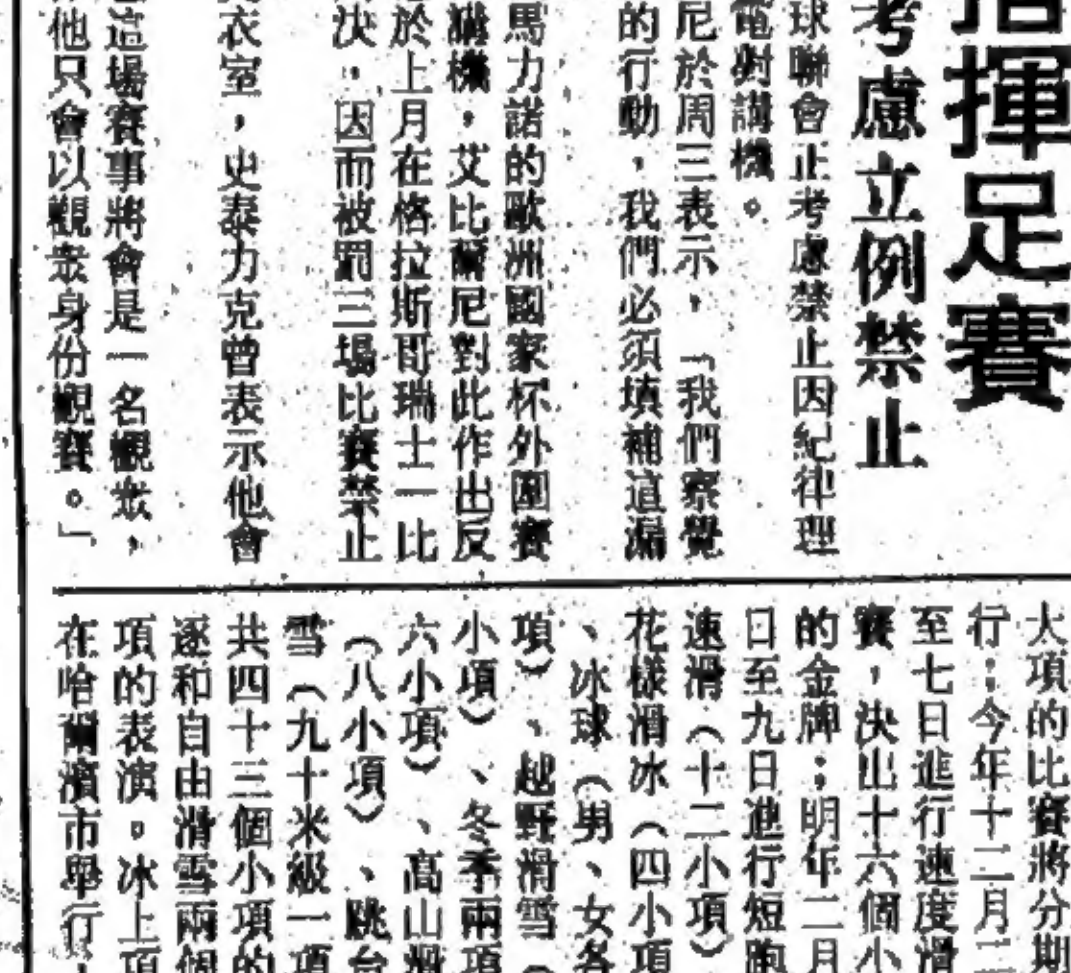 指揮足賽
考慮立例禁止
球聯會止考慮禁止因紀律理
電對講機。
尼於周三表示,「我們察覺
的行動,我們必須填補這漏
馬力諾的歐洲國家杯外圍賽
講機,艾比爾尼對此作出反
於上月在格拉斯哥瑞士一比
決,因而被罰三場比賽禁止
衣室,史泰力克曾表示他會
這場賽事將會是一名觀眾,
他只會以觀眾身份觀賽。」
大項的比賽將分期
行;今年十二月
至七日進行速度滑
賽,決出十六個小
的金牌;明年二月
日至九日進行短跑
速滑(十二小項)
花樣滑冰(四小項
、冰球(男、女各
項)、越野滑雪(
小項)、冬季兩項
六小項)、高山滑
(八小項)、跳台
雪(九十米級一項
共四十三個小項的
逐和自由滑雪兩個
項的表演。冰上項
在哈爾濱市舉行,